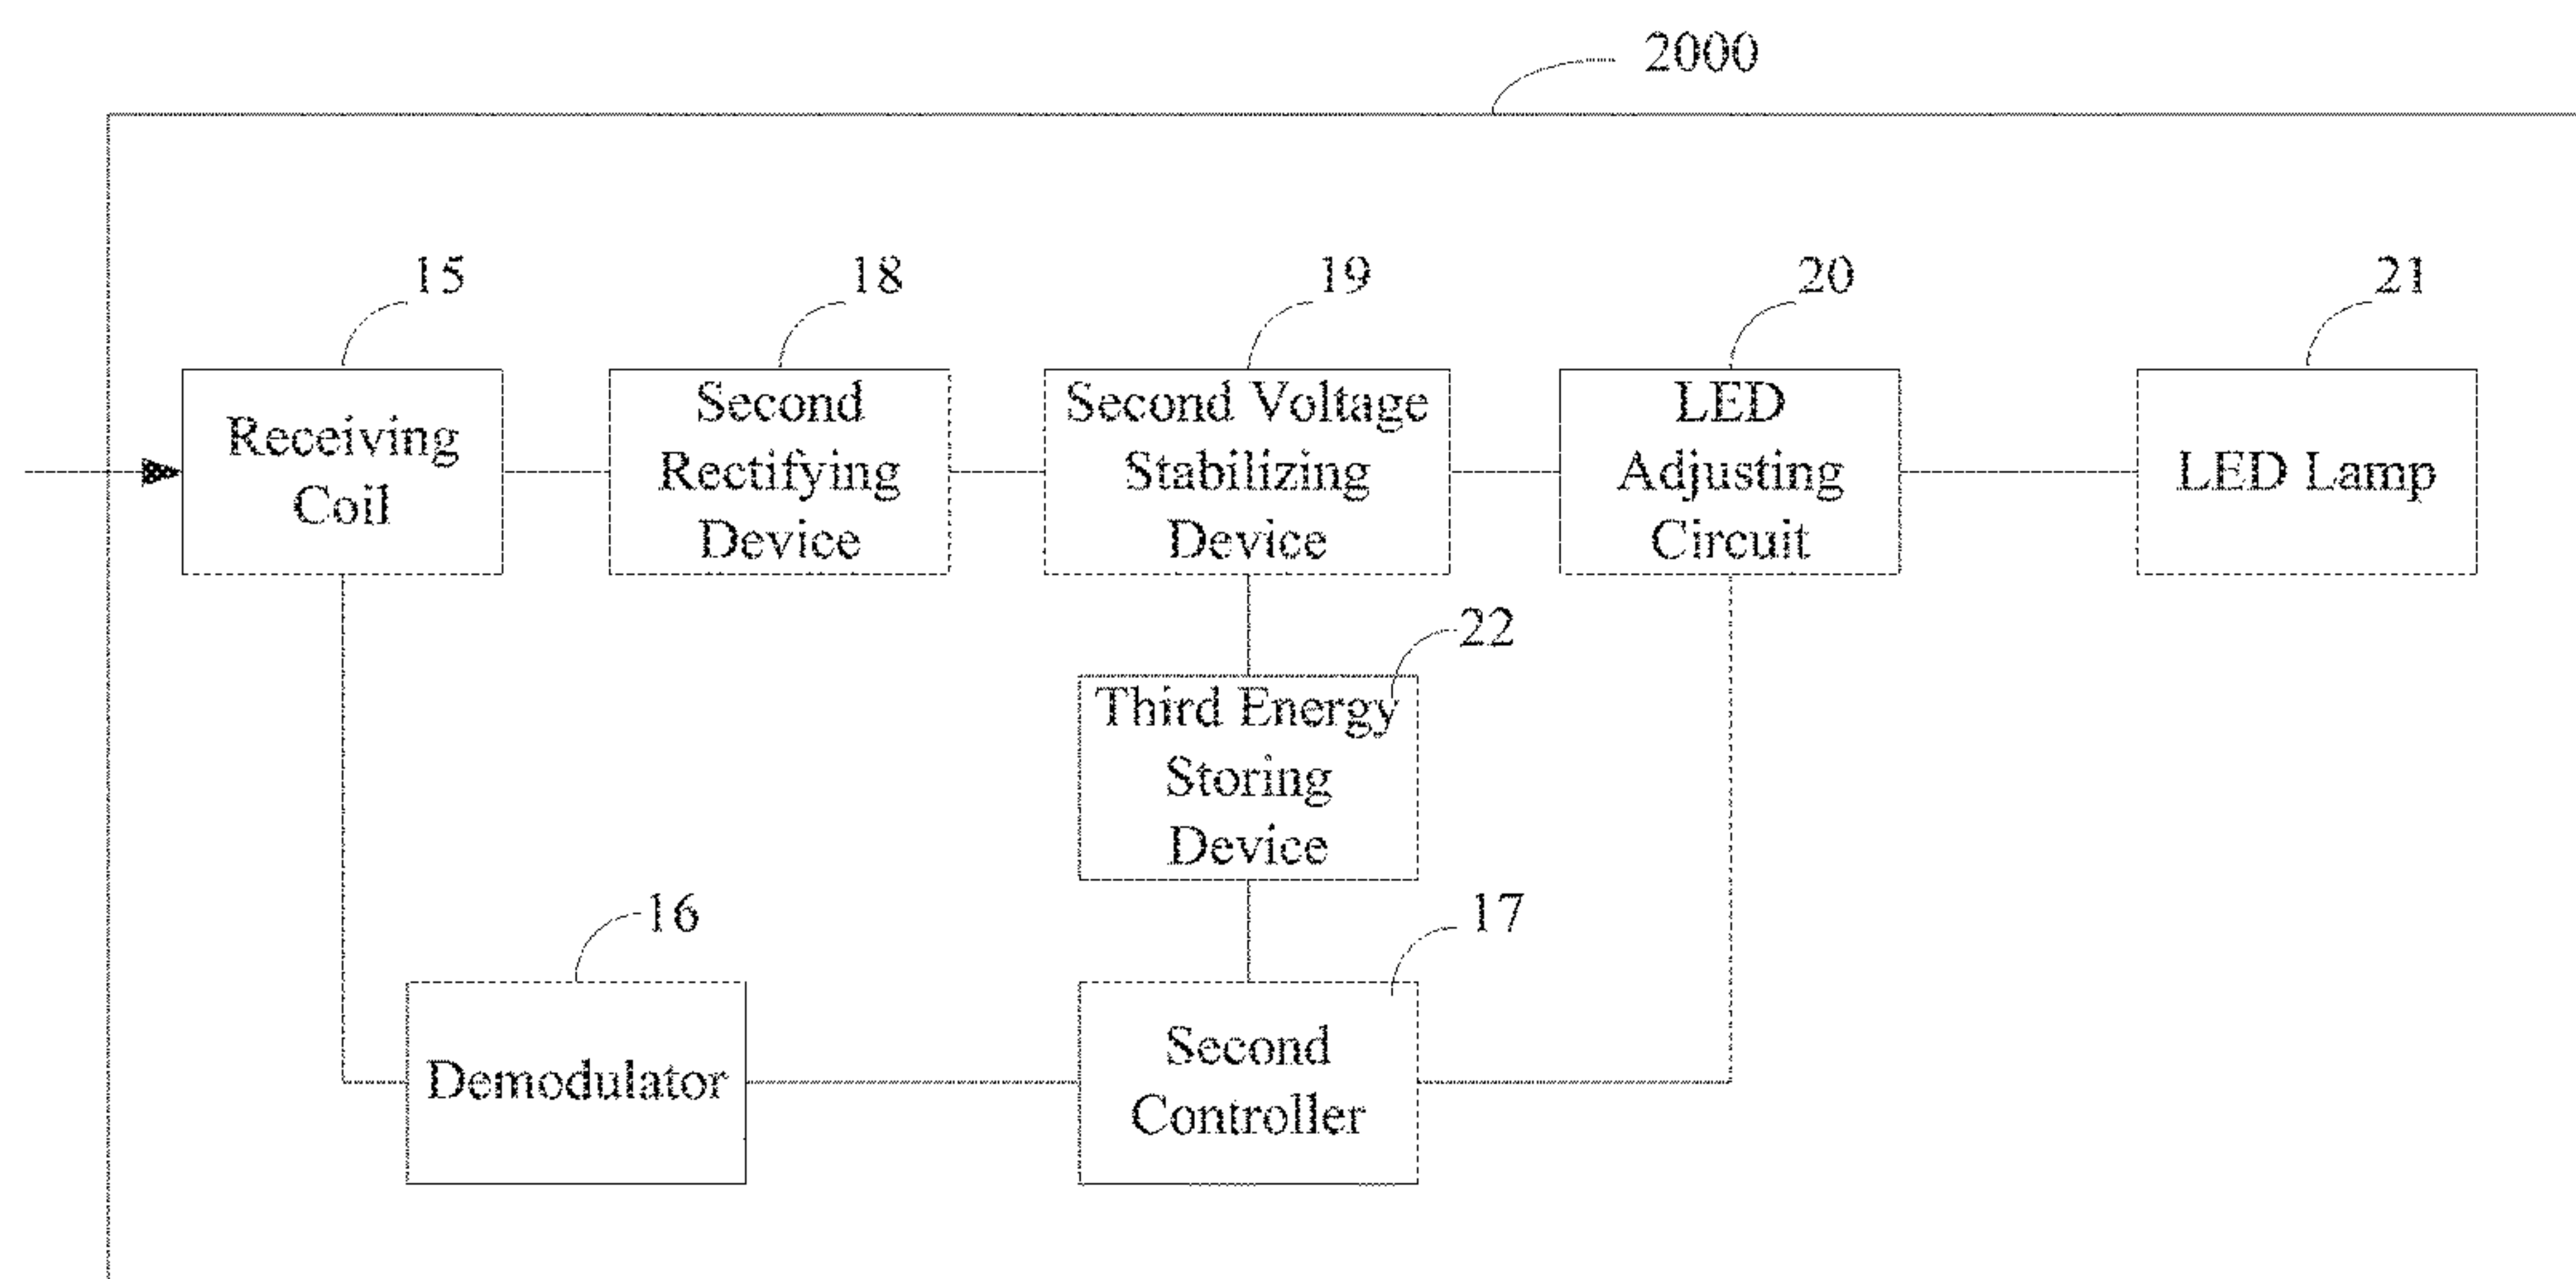 2000
15
18
19
20
21
Receiving
Coil
Second
Rectifying
Device
Second Voltage
Stabilizing
Device
LED
Adjusting
Circuit
LED Lamp
22
Third Energy
Storing
Device
16
17
Demodulator
Second
Controller